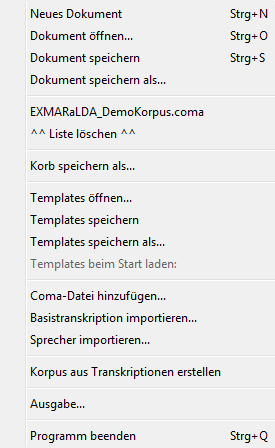 Neues Dokument Strg+N
Dokument öffnen... Strg+O
Dokument speichern Strg+S
Dokument speichern als...
EXMARaLDA_DemoKorpus.coma
^^ Liste löschen ^^
Korb speichern als...
Templates öffnen...
Templates speichern
Templates speichern als...
Templates beim Start laden:
Coma-Datei hinzufügen...
Basistranskription importieren...
Sprecher importieren...
Korpus aus Transkriptionen erstellen
Ausgabe...
Programm beenden Strg+Q